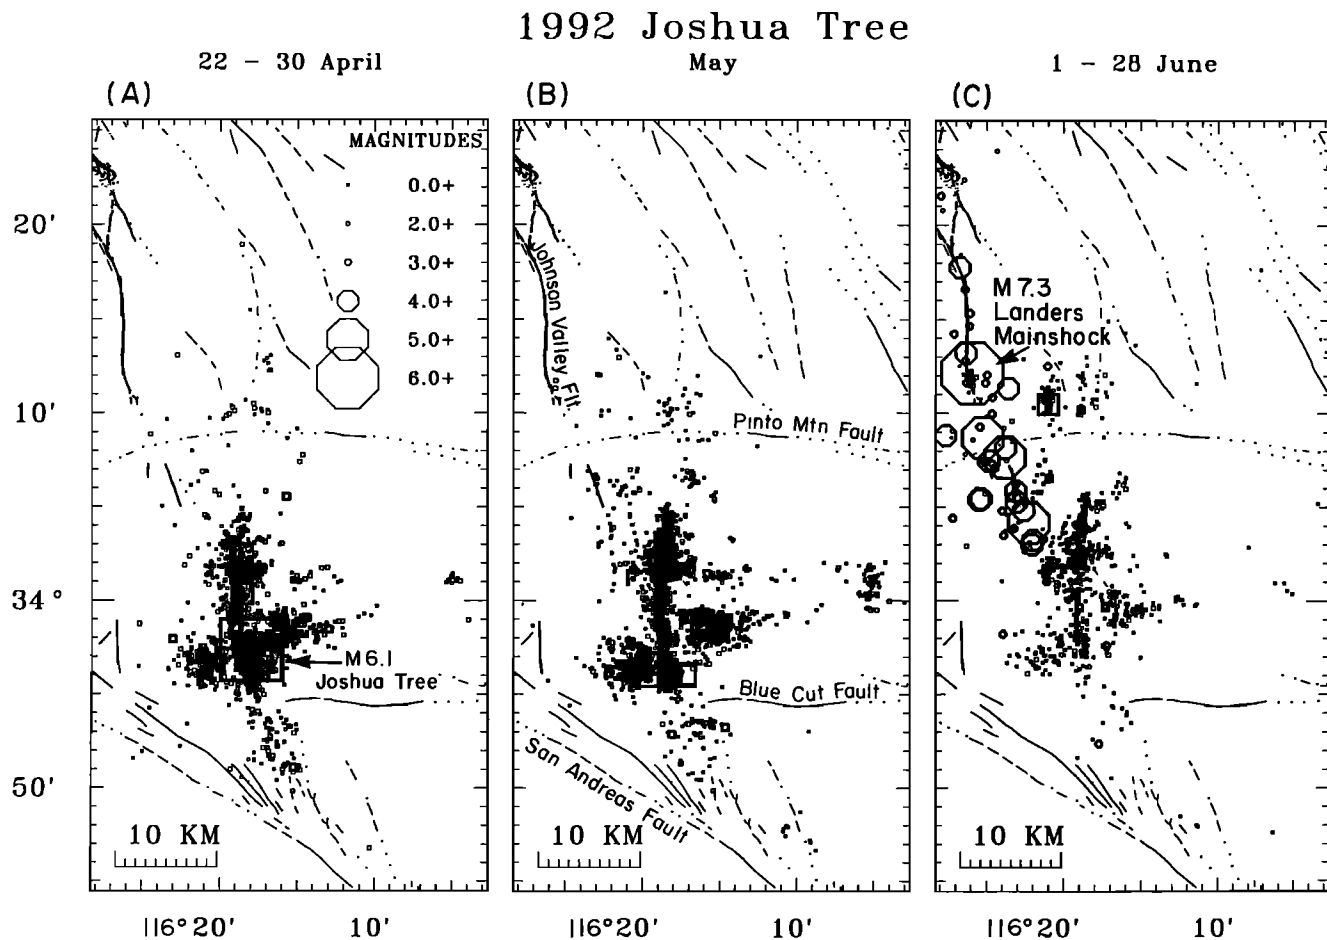 1992 Joshua Tree
22 - 30 April
May
1 - 28 June
(A)
(B)
(C)
MAGNITUDES
0.0+
2.0+
3.0+
4.0+
5.0+
6.0+
20'
10'
34°
50'
M6.1
Joshua Tree
10 KM
116°20'
10'
Johnson Valley Flt
Pinto Mtn Fault
Blue Cut Fault
San Andreas Fault
10 KM
116°20'
10'
M7.3
Landers
Mainshock
10 KM
116°20'
10'